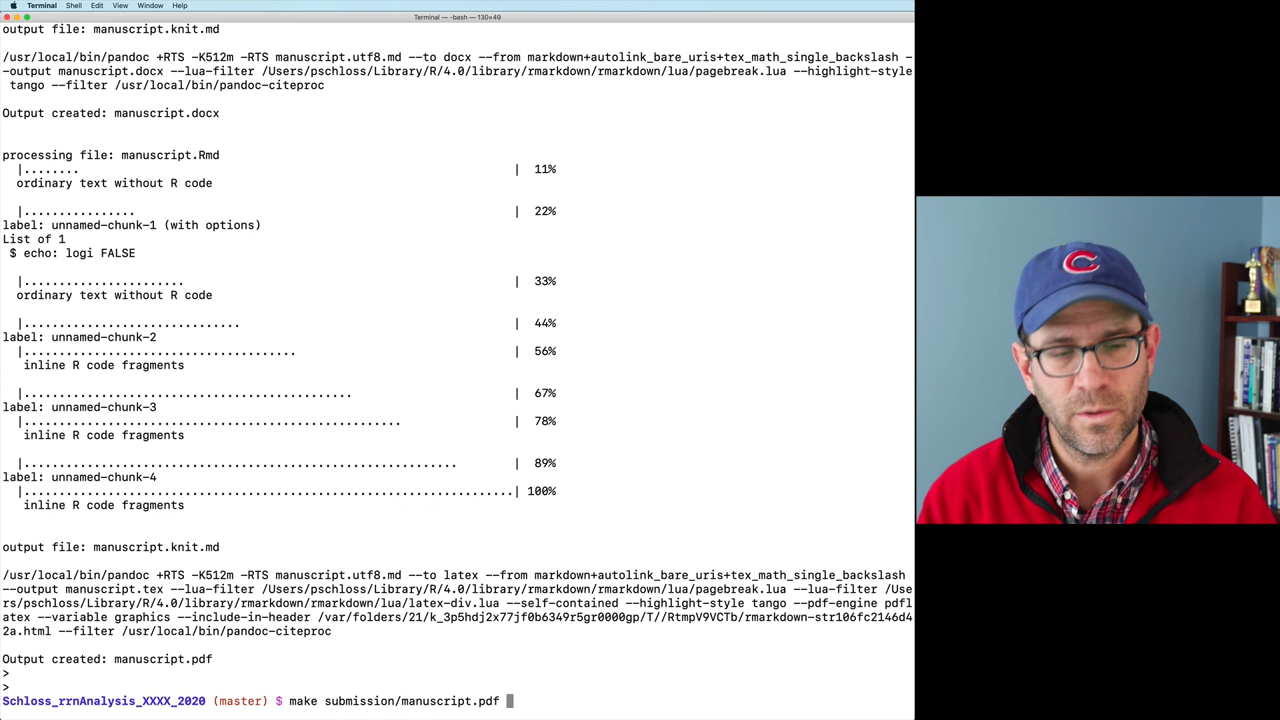 Terminal Shell Edit View Window Help
Terminal — -bash — 130×49
output file: manuscript.knit.md
/usr/local/bin/pandoc +RTS -K512m -RTS manuscript.utf8.md --to docx --from markdown+autolink_bare_uris+tex_math_single_backslash -
-output manuscript.docx --lua-filter /Users/pschloss/Library/R/4.0/library/rmarkdown/rmarkdown/lua/pagebreak.lua --highlight-style
tango --filter /usr/local/bin/pandoc-citeproc
Output created: manuscript.docx
processing file: manuscript.Rmd
|........ | 11%
ordinary text without R code
|................ | 22%
label: unnamed-chunk-1 (with options)
List of 1
$ echo: logi FALSE
|....................... | 33%
ordinary text without R code
|............................... | 44%
label: unnamed-chunk-2
|....................................... | 56%
inline R code fragments
|............................................... | 67%
label: unnamed-chunk-3
|...................................................... | 78%
inline R code fragments
|.............................................................. | 89%
label: unnamed-chunk-4
|......................................................................| 100%
inline R code fragments
output file: manuscript.knit.md
/usr/local/bin/pandoc +RTS -K512m -RTS manuscript.utf8.md --to latex --from markdown+autolink_bare_uris+tex_math_single_backslash
--output manuscript.tex --lua-filter /Users/pschloss/Library/R/4.0/library/rmarkdown/rmarkdown/lua/pagebreak.lua --lua-filter /Use
rs/pschloss/Library/R/4.0/library/rmarkdown/rmarkdown/lua/latex-div.lua --self-contained --highlight-style tango --pdf-engine pdfl
latex --variable graphics --include-in-header /var/folders/21/k_3p5hdj2x77jf0b6349r5gr0000gp/T//RtmpV9VCTb/rmarkdown-str106fc2146d4
2a.html --filter /usr/local/bin/pandoc-citeproc
Output created: manuscript.pdf
>
>
Schloss_rrnAnalysis_XXXX_2020 (master) $ make submission/manuscript.pdf
C